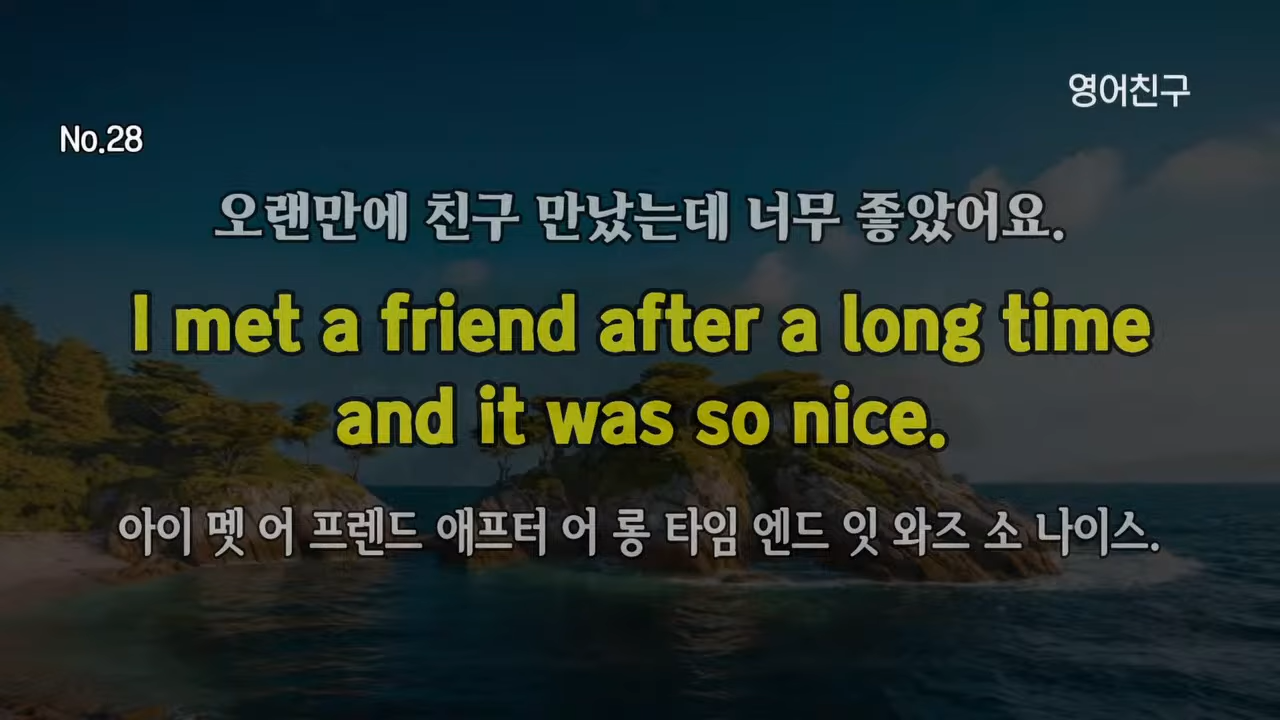 영어친구
No.28
오랜만에 친구 만났는데 너무 좋았어요.
I met a friend after a long time
and it was so nice.
아이 멧 어 프렌드 애프터 어 롱 타임 엔드 잇 와즈 소 나이스.